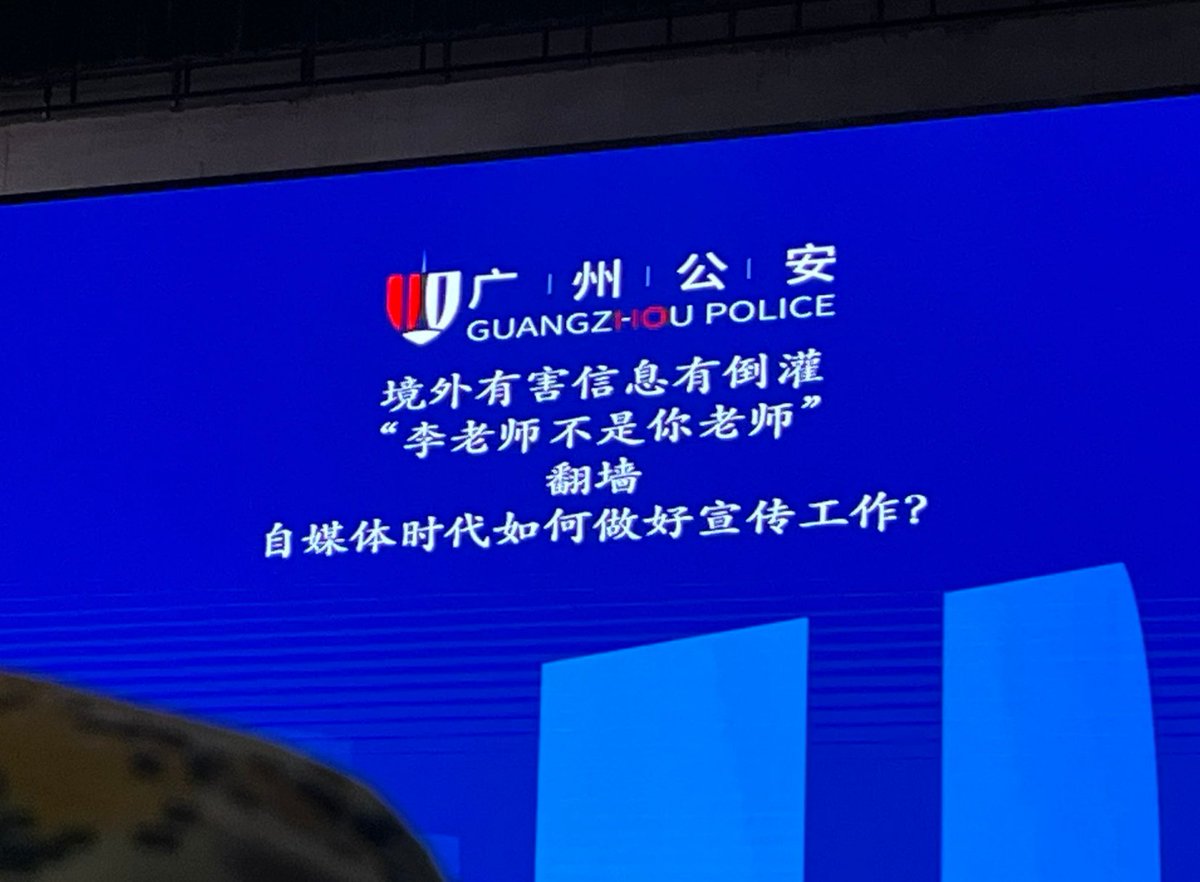 广州公安
GUANGZHOU POLICE
境外有害信息有倒灌
“李老师不是你老师”
翻墙
自媒体时代如何做好宣传工作?